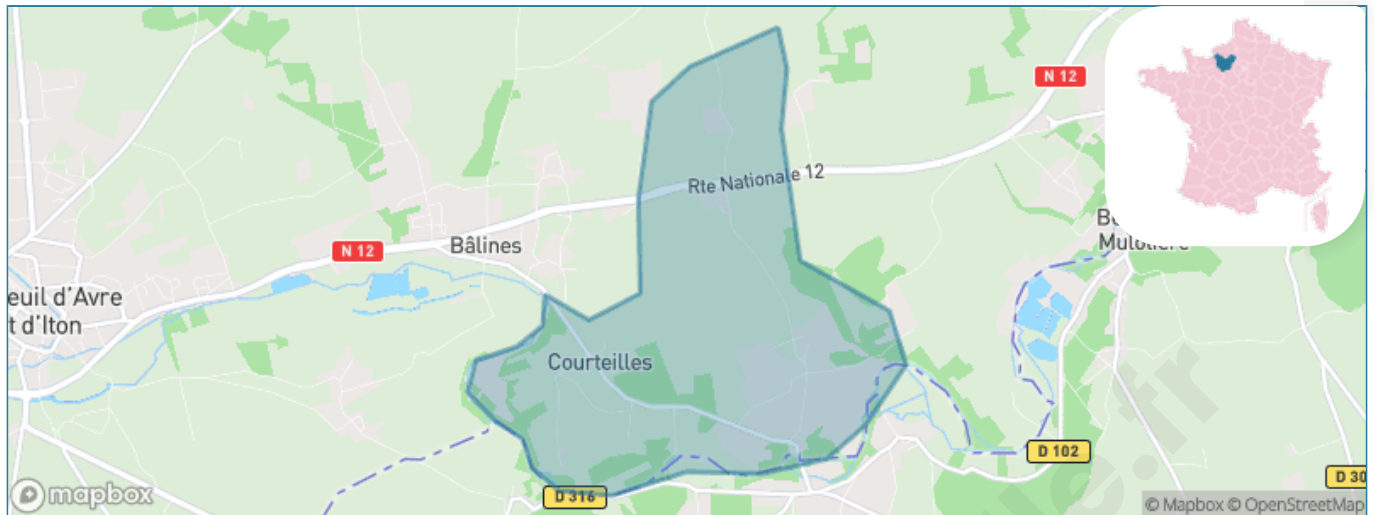 N 12
Rte Nationale 12
N 12
Bâlines
Mulotière
euil d'Avre
t d'Iton
Courteilles
D 102
D 316
D 30
mapbox
© Mapbox © OpenStreetMap